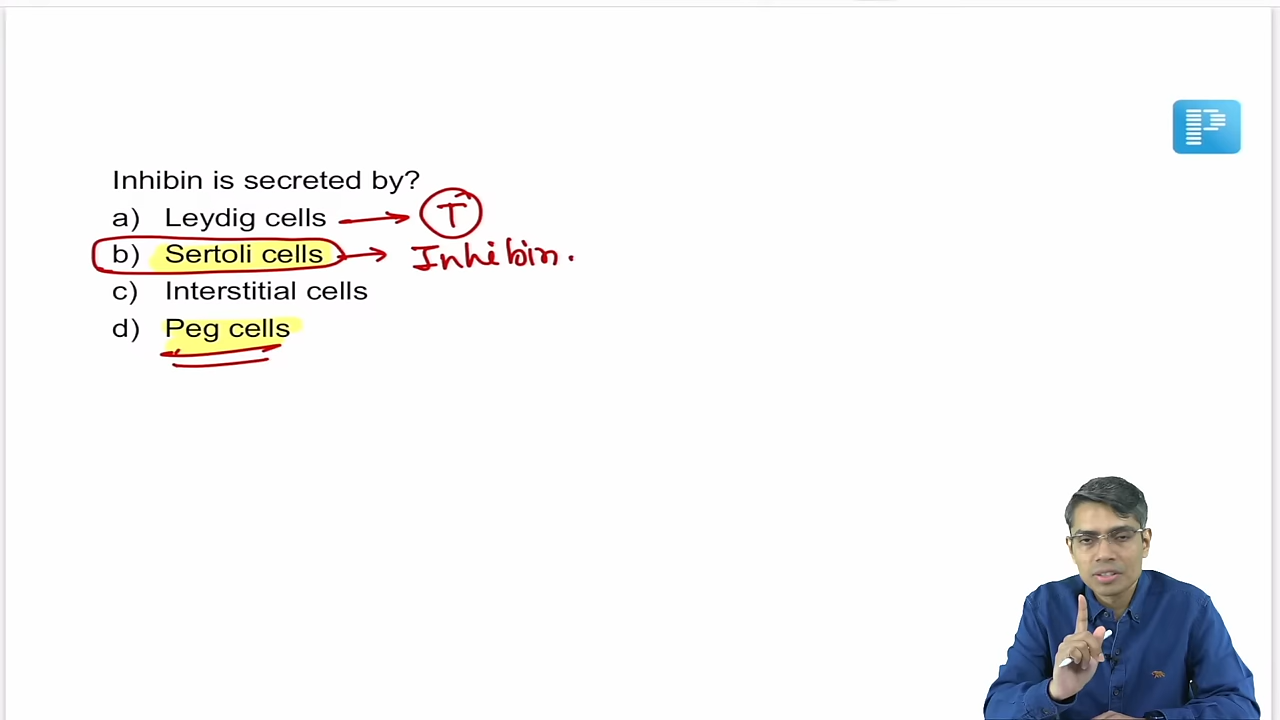 Inhibin is secreted by?
a) Leydig cells → T
b) Sertoli cells → Inhibin.
c) Interstitial cells
d) Peg cells
P